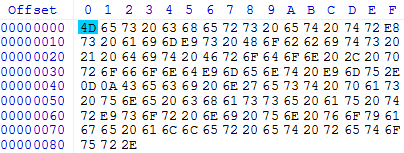 Offset 0 1 2 3 4 5 6 7 8 9 A B C D E F
00000000 4D 65 73 20 63 68 65 72 73 20 65 74 20 74 72 E8
00000010 73 20 61 69 6D E9 73 20 48 6F 62 62 69 74 73 20
00000020 21 20 64 69 74 20 46 72 6F 64 6F 6E 20 2C 20 70
00000030 72 6F 66 6F 6E 64 E9 6D 65 6E 74 20 E9 6D 75 2E
00000040 0D 0A 43 65 63 69 20 6E 27 65 73 74 20 70 61 73
00000050 20 75 6E 65 20 63 68 61 73 73 65 20 61 75 20 74
00000060 72 E9 73 6F 72 20 6E 69 20 75 6E 20 76 6F 79 61
00000070 67 65 20 61 6C 6C 65 72 20 65 74 20 72 65 74 6F
00000080 75 72 2E